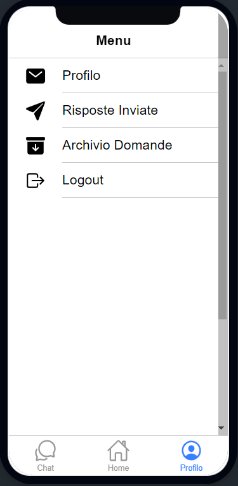 Menu
Profilo
Risposte Inviate
Archivio Domande
Logout
Chat
Home
Profilo